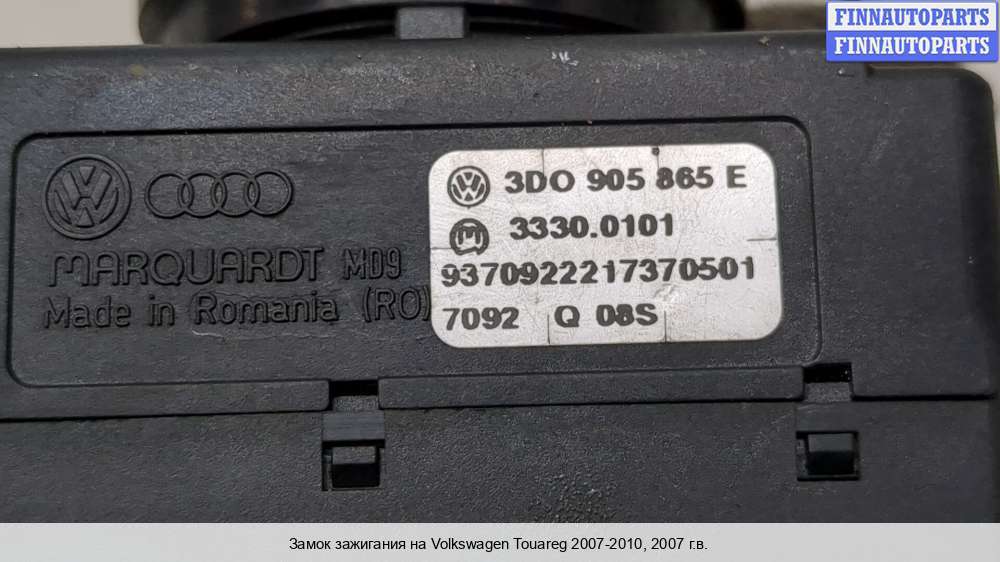 FINNAUTOPARTS
FINNAUTOPARTS
3DO 905 865 E
3330.0101
MARQUARDT MD9
9370922217370501
Made in Romania (RO)
7092 Q 08S
Замок зажигания на Volkswagen Touareg 2007-2010, 2007 г.в.